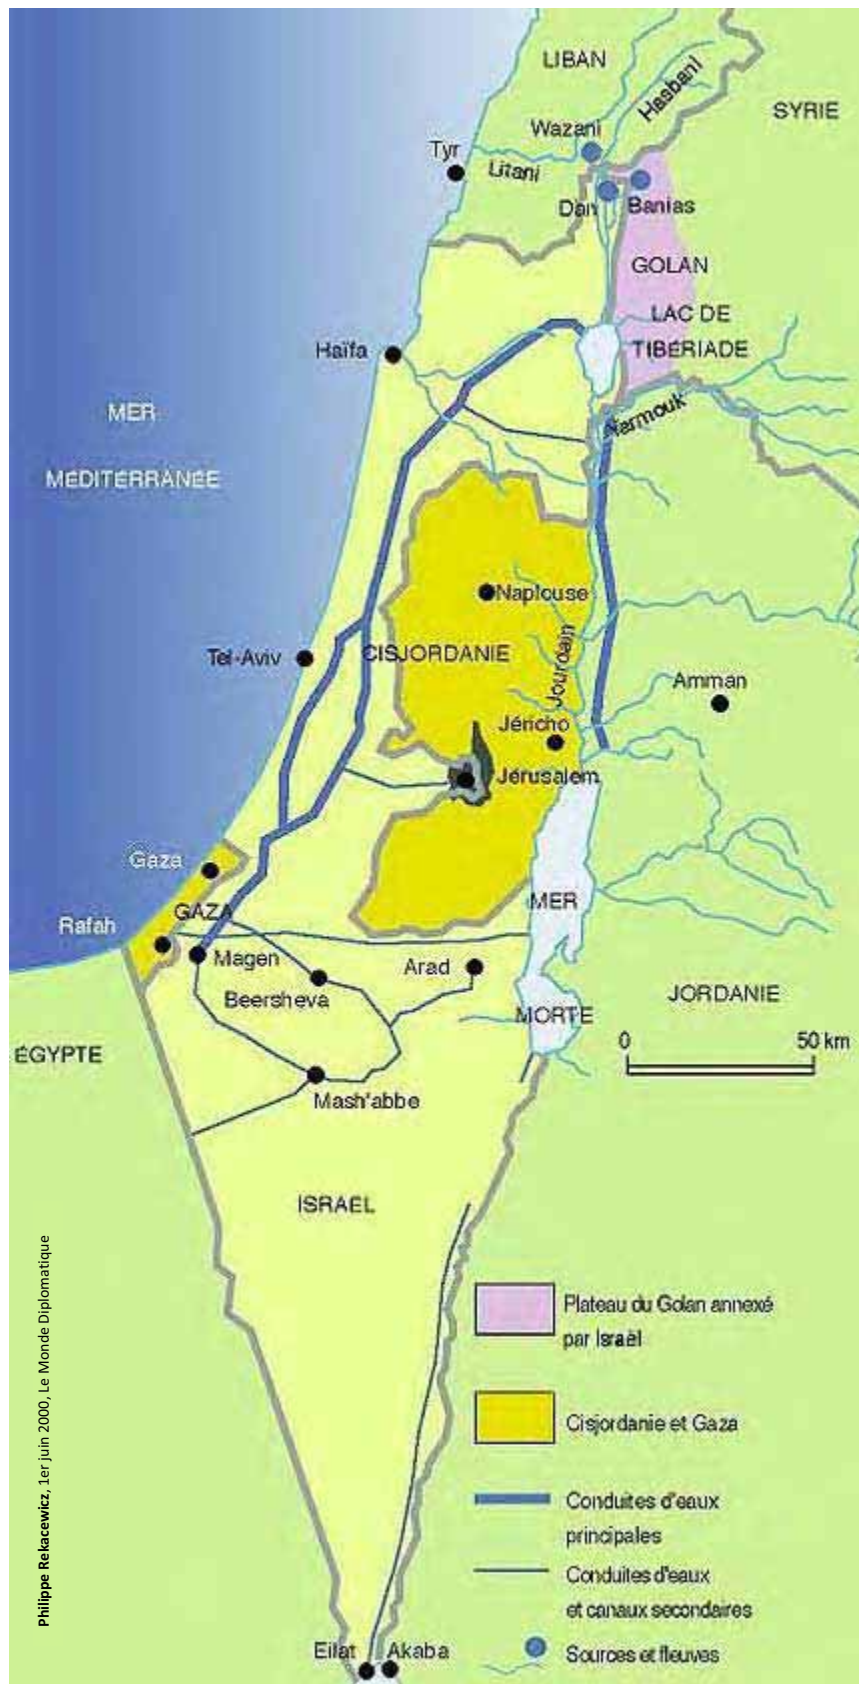 LIBAN
Hasbani
SYRIE
Wazani
Tyr
Litani
Dan
Banias
GOLAN
LAC DE
TIBÉRIADE
Haïfa
Yarmouk
MER
MÉDITERRANÉE
Naplouse
Tel-Aviv
CISJORDANIE
Jourdain
Amman
Jéricho
Jérusalem
Gaza
GAZA
MER
Rafah
Magen
Arad
Beersheva
JORDANIE
MORTE
ÉGYPTE
0
50 km
Mash'abbe
ISRAËL
Philippe Rekacewicz, 1er juin 2000, Le Monde Diplomatique
Plateau du Golan annexé
par Israël
Cisjordanie et Gaza
Conduites d'eaux
principales
Conduites d'eaux
et canaux secondaires
Sources et fleuves
Eilat
Akaba